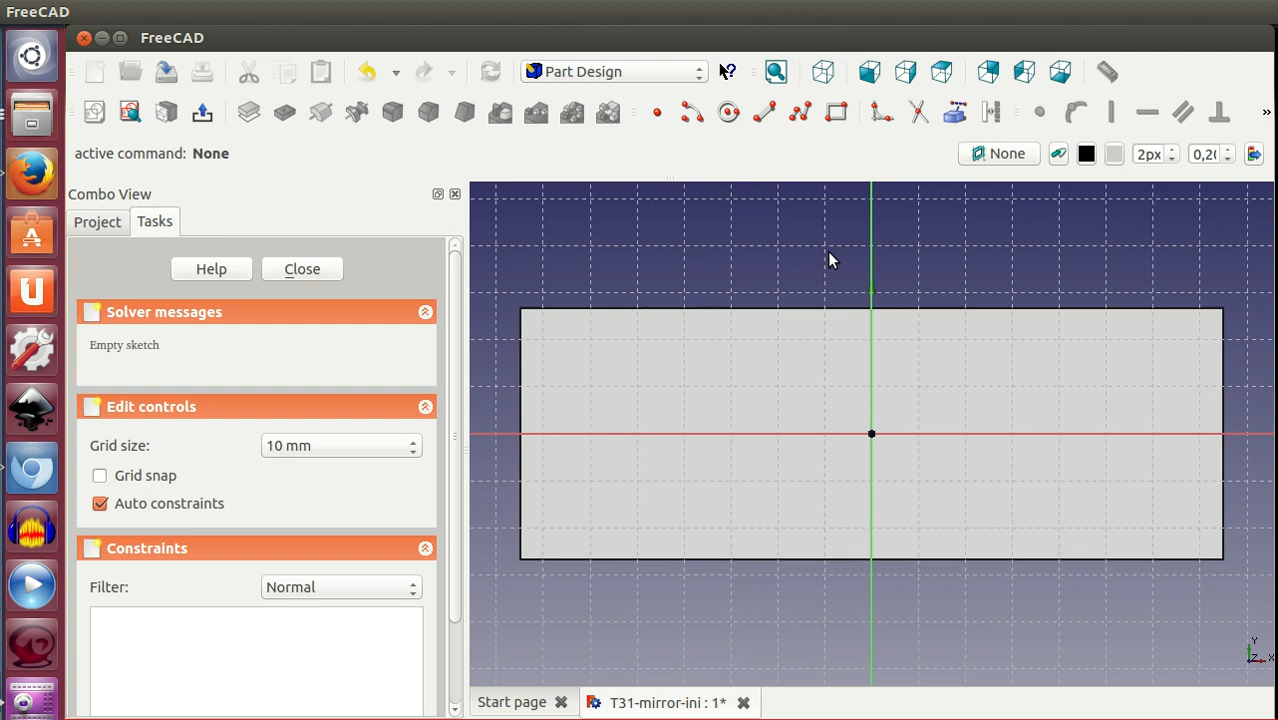 FreeCAD
FreeCAD
Part Design
active command: None
None
2px
0,20
Combo View
Project
Tasks
Help
Close
Solver messages
Empty sketch
Edit controls
Grid size:
10 mm
Grid snap
Auto constraints
Constraints
Filter:
Normal
Y
Z
X
Start page
T31-mirror-ini : 1*